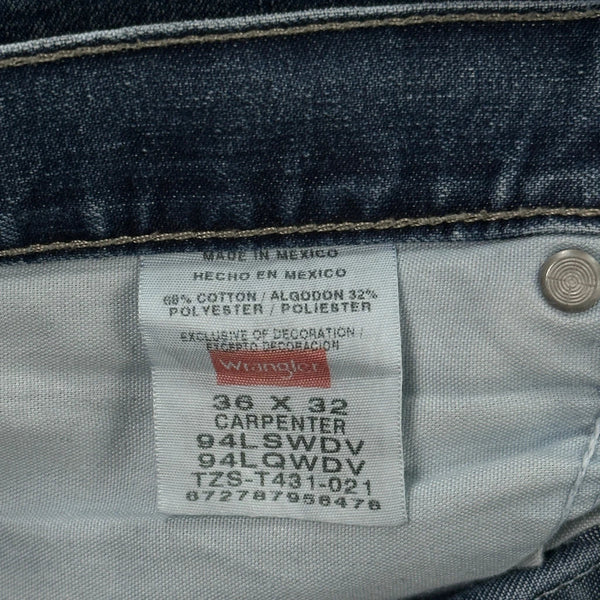 MADE IN MEXICO
HECHO EN MEXICO
68% COTTON / ALGODON 32%
POLYESTER / POLIESTER
EXCLUSIVE OF DECORATION /
EXCEPTO DECORACION
Wrangler
36 X 32
CARPENTER
94LSWDV
94LQWDV
TZS-T431-021
672787958478